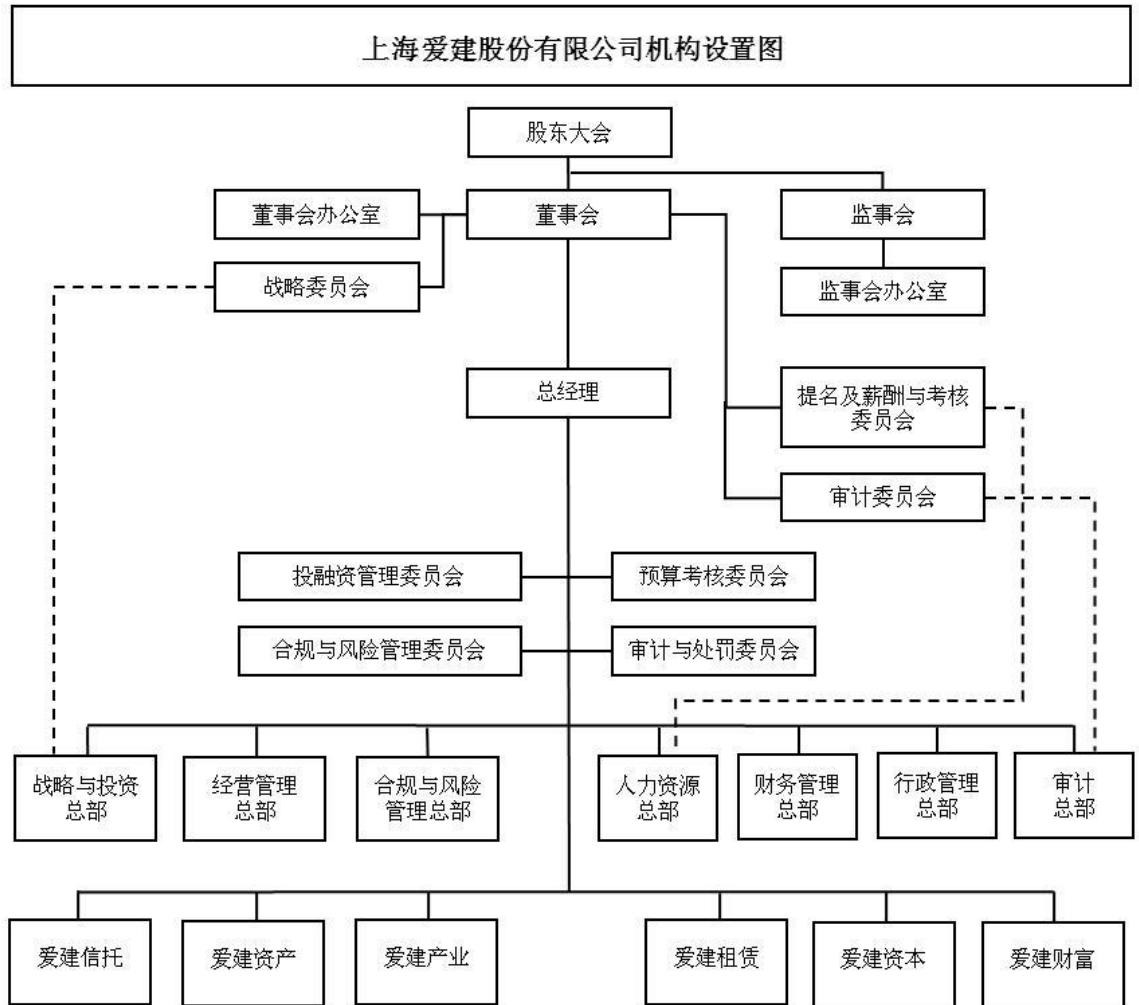 上海爱建股份有限公司机构设置图
股东大会
董事会办公室
董事会
监事会
战略委员会
监事会办公室
总经理
提名及薪酬与考核
委员会
审计委员会
投融资管理委员会
预算考核委员会
合规与风险管理委员会
审计与处罚委员会
战略与投资
总部
经营管理
总部
合规与风险
管理总部
人力资源
总部
财务管理
总部
行政管理
总部
审计
总部
爱建信托
爱建资产
爱建产业
爱建租赁
爱建资本
爱建财富